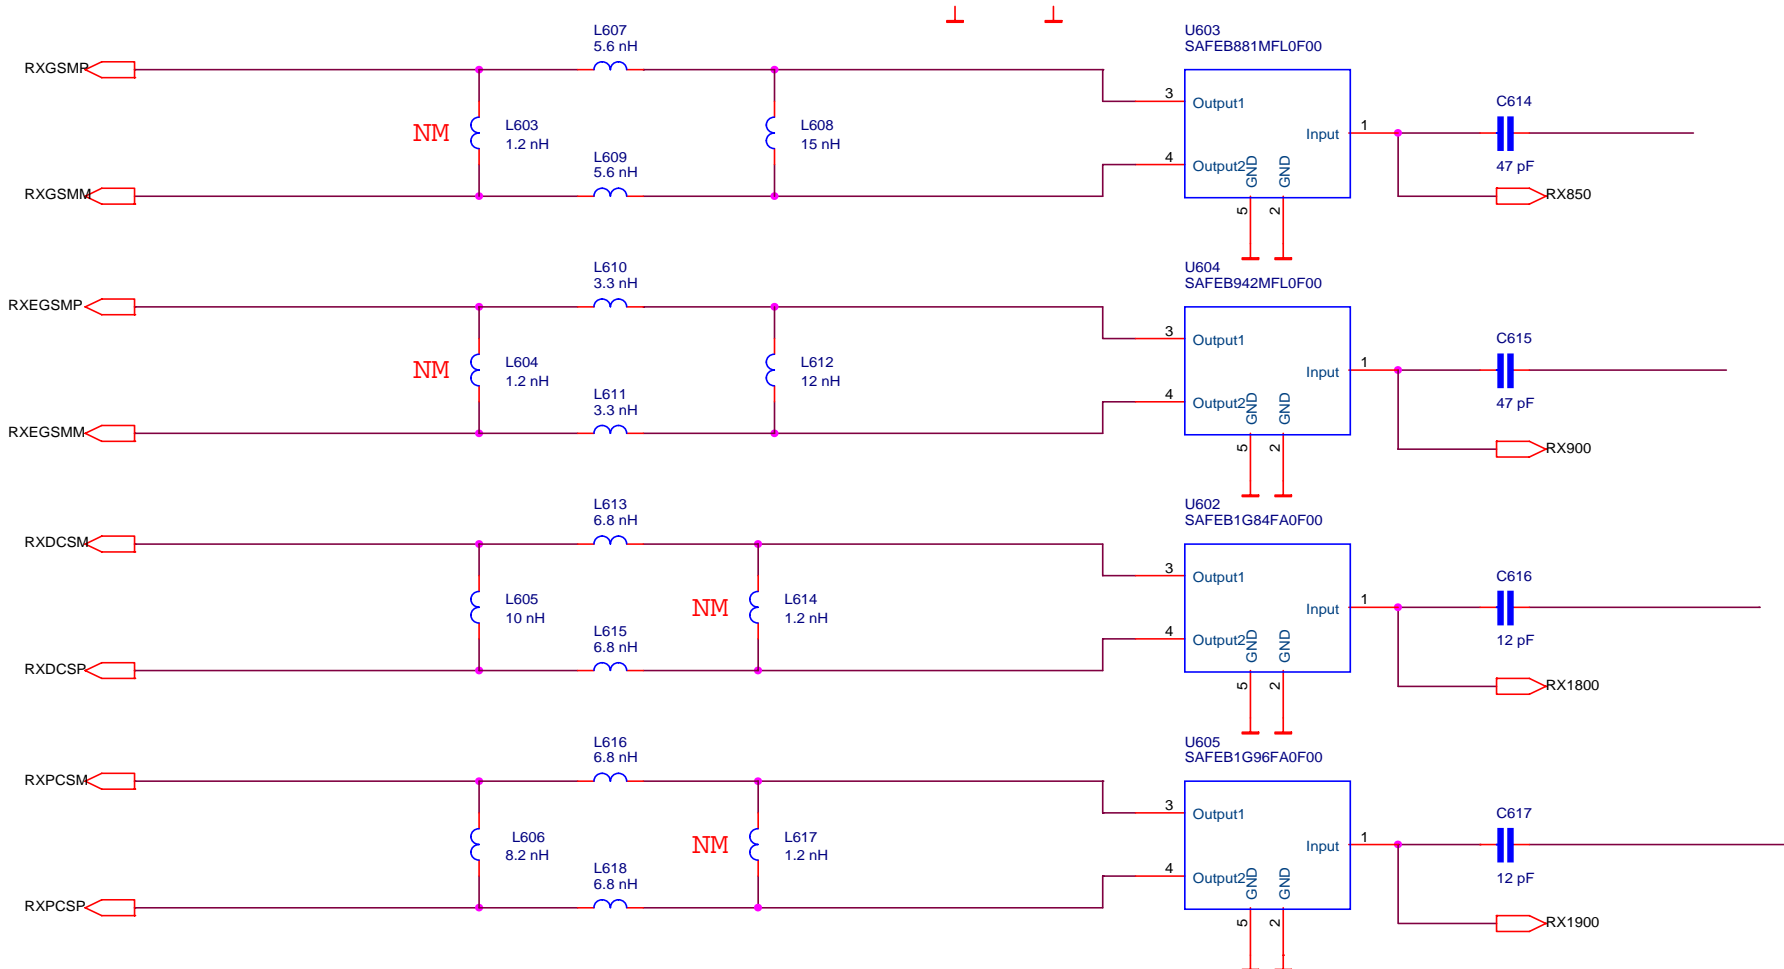 L607
5.6 nH
U603
SAFEB881MFL0F00
RXGSMP
3
Output1
C614
NM
L603
1.2 nH
L608
15 nH
Input
1
L609
5.6 nH
4
Output2
GND
GND
47 pF
RXGSMM
5
2
RX850
L610
3.3 nH
U604
SAFEB942MFL0F00
RXEGSMP
3
Output1
C615
NM
L604
1.2 nH
L612
12 nH
Input
1
L611
3.3 nH
4
Output2
GND
GND
47 pF
RXEGSMM
5
2
RX900
L613
6.8 nH
U602
SAFEB1G84FA0F00
RXDCSM
3
Output1
C616
L605
10 nH
NM
L614
1.2 nH
Input
1
L615
6.8 nH
4
Output2
GND
GND
12 pF
RXDCSP
5
2
RX1800
L616
6.8 nH
U605
SAFEB1G96FA0F00
RXPCSM
3
Output1
C617
L606
8.2 nH
NM
L617
1.2 nH
Input
1
L618
6.8 nH
4
Output2
GND
GND
12 pF
RXPCSP
5
2
RX1900